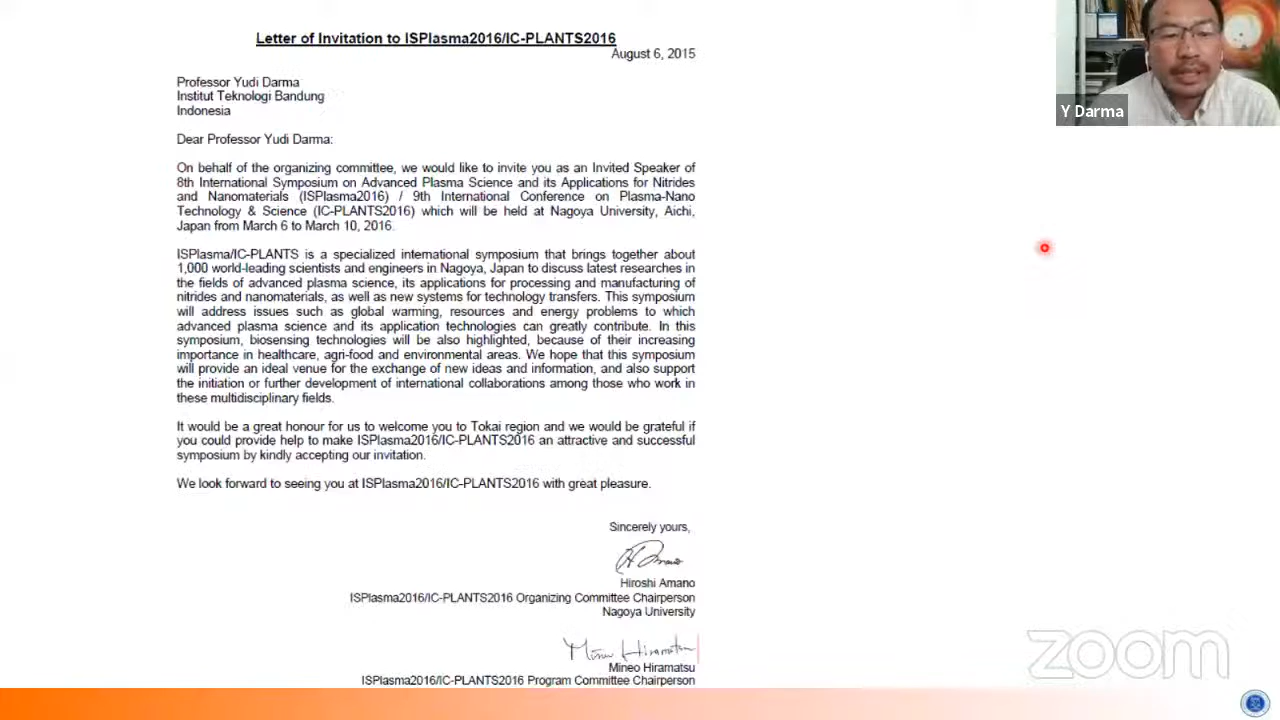 Letter of Invitation to ISPlasma2016/IC-PLANTS2016
August 6, 2015
Professor Yudi Darma
Institut Teknologi Bandung
Indonesia
Dear Professor Yudi Darma:
On behalf of the organizing committee, we would like to invite you as an Invited Speaker of
8th International Symposium on Advanced Plasma Science and its Applications for Nitrides
and Nanomaterials (ISPlasma2016) / 9th International Conference on Plasma-Nano
Technology & Science (IC-PLANTS2016) which will be held at Nagoya University, Aichi,
Japan from March 6 to March 10, 2016.
ISPlasma/IC-PLANTS is a specialized international symposium that brings together about
1,000 world-leading scientists and engineers in Nagoya, Japan to discuss latest researches in
the fields of advanced plasma science, its applications for processing and manufacturing of
nitrides and nanomaterials, as well as new systems for technology transfers. This symposium
will address issues such as global warming, resources and energy problems to which
advanced plasma science and its application technologies can greatly contribute. In this
symposium, biosensing technologies will be also highlighted, because of their increasing
importance in healthcare, agri-food and environmental areas. We hope that this symposium
will provide an ideal venue for the exchange of new ideas and information, and also support
the initiation or further development of international collaborations among those who work in
these multidisciplinary fields.
It would be a great honour for us to welcome you to Tokai region and we would be grateful if
you could provide help to make ISPlasma2016/IC-PLANTS2016 an attractive and successful
symposium by kindly accepting our invitation.
We look forward to seeing you at ISPlasma2016/IC-PLANTS2016 with great pleasure.
Sincerely yours,
Hiroshi Amano
ISPlasma2016/IC-PLANTS2016 Organizing Committee Chairperson
Nagoya University
Mineo Hiramatsu
Mineo Hiramatsu
ISPlasma2016/IC-PLANTS2016 Program Committee Chairperson
Y Darma
zoom